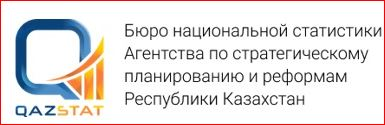 Бюро национальной статистики
Агентства по стратегическому
планированию и реформам
Республики Казахстан
QAZSTAT